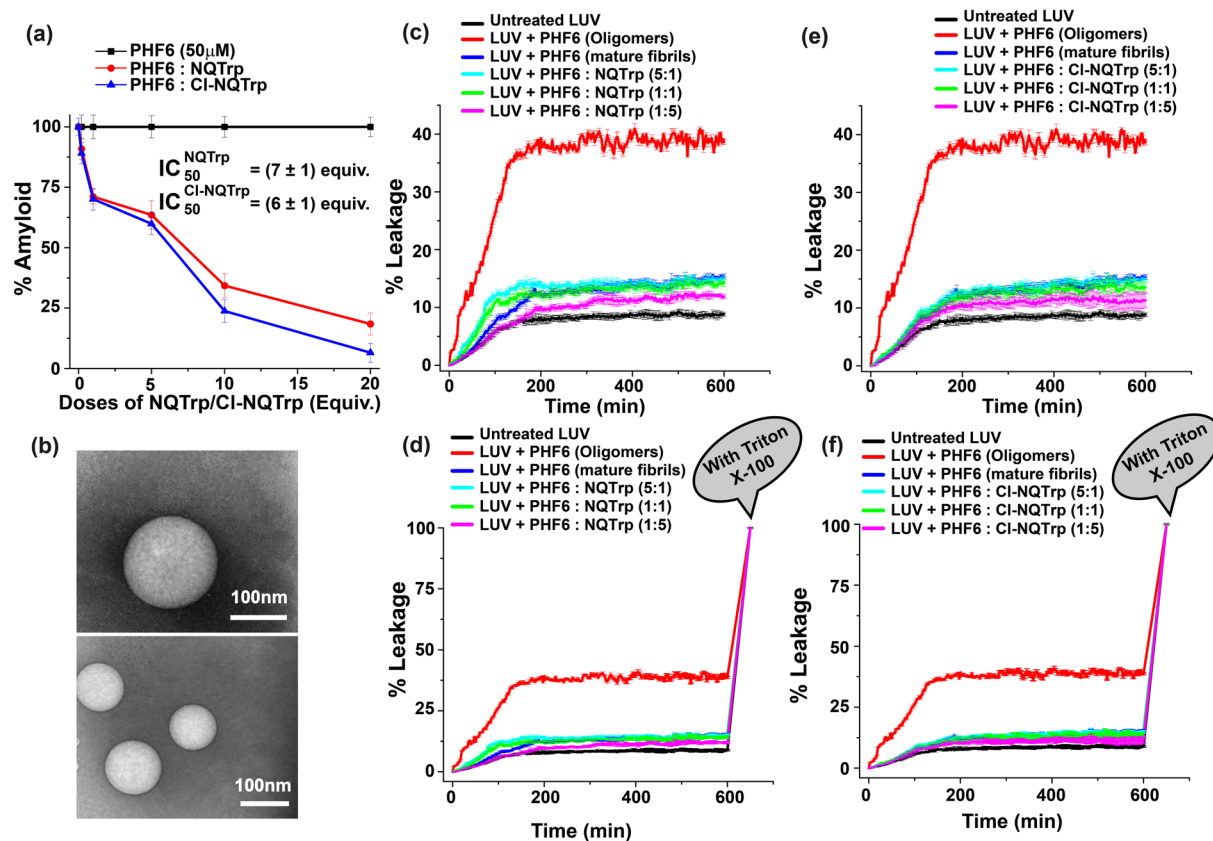 (a)
PHF6 (50μM)
PHF6 : NQTrp
PHF6 : Cl-NQTrp
100
75
50
25
0
% Amyloid
IC50 NQTrp = (7 ± 1) equiv.
IC50 Cl-NQTrp = (6 ± 1) equiv.
0 5 10 15 20
Doses of NQTrp/Cl-NQTrp (Equiv.)
(b)
100nm
100nm
(c)
Untreated LUV
LUV + PHF6 (Oligomers)
LUV + PHF6 (mature fibrils)
LUV + PHF6 : NQTrp (5:1)
LUV + PHF6 : NQTrp (1:1)
LUV + PHF6 : NQTrp (1:5)
40
30
20
10
0
% Leakage
0 200 400 600
Time (min)
(d)
Untreated LUV
LUV + PHF6 (Oligomers)
LUV + PHF6 (mature fibrils)
LUV + PHF6 : NQTrp (5:1)
LUV + PHF6 : NQTrp (1:1)
LUV + PHF6 : NQTrp (1:5)
With Triton
X-100
100
75
50
25
0
% Leakage
0 200 400 600
Time (min)
(e)
Untreated LUV
LUV + PHF6 (Oligomers)
LUV + PHF6 (mature fibrils)
LUV + PHF6 : Cl-NQTrp (5:1)
LUV + PHF6 : Cl-NQTrp (1:1)
LUV + PHF6 : Cl-NQTrp (1:5)
40
30
20
10
0
% Leakage
0 200 400 600
Time (min)
(f)
Untreated LUV
LUV + PHF6 (Oligomers)
LUV + PHF6 (mature fibrils)
LUV + PHF6 : Cl-NQTrp (5:1)
LUV + PHF6 : Cl-NQTrp (1:1)
LUV + PHF6 : Cl-NQTrp (1:5)
With Triton
X-100
100
75
50
25
0
% Leakage
0 200 400 600
Time (min)